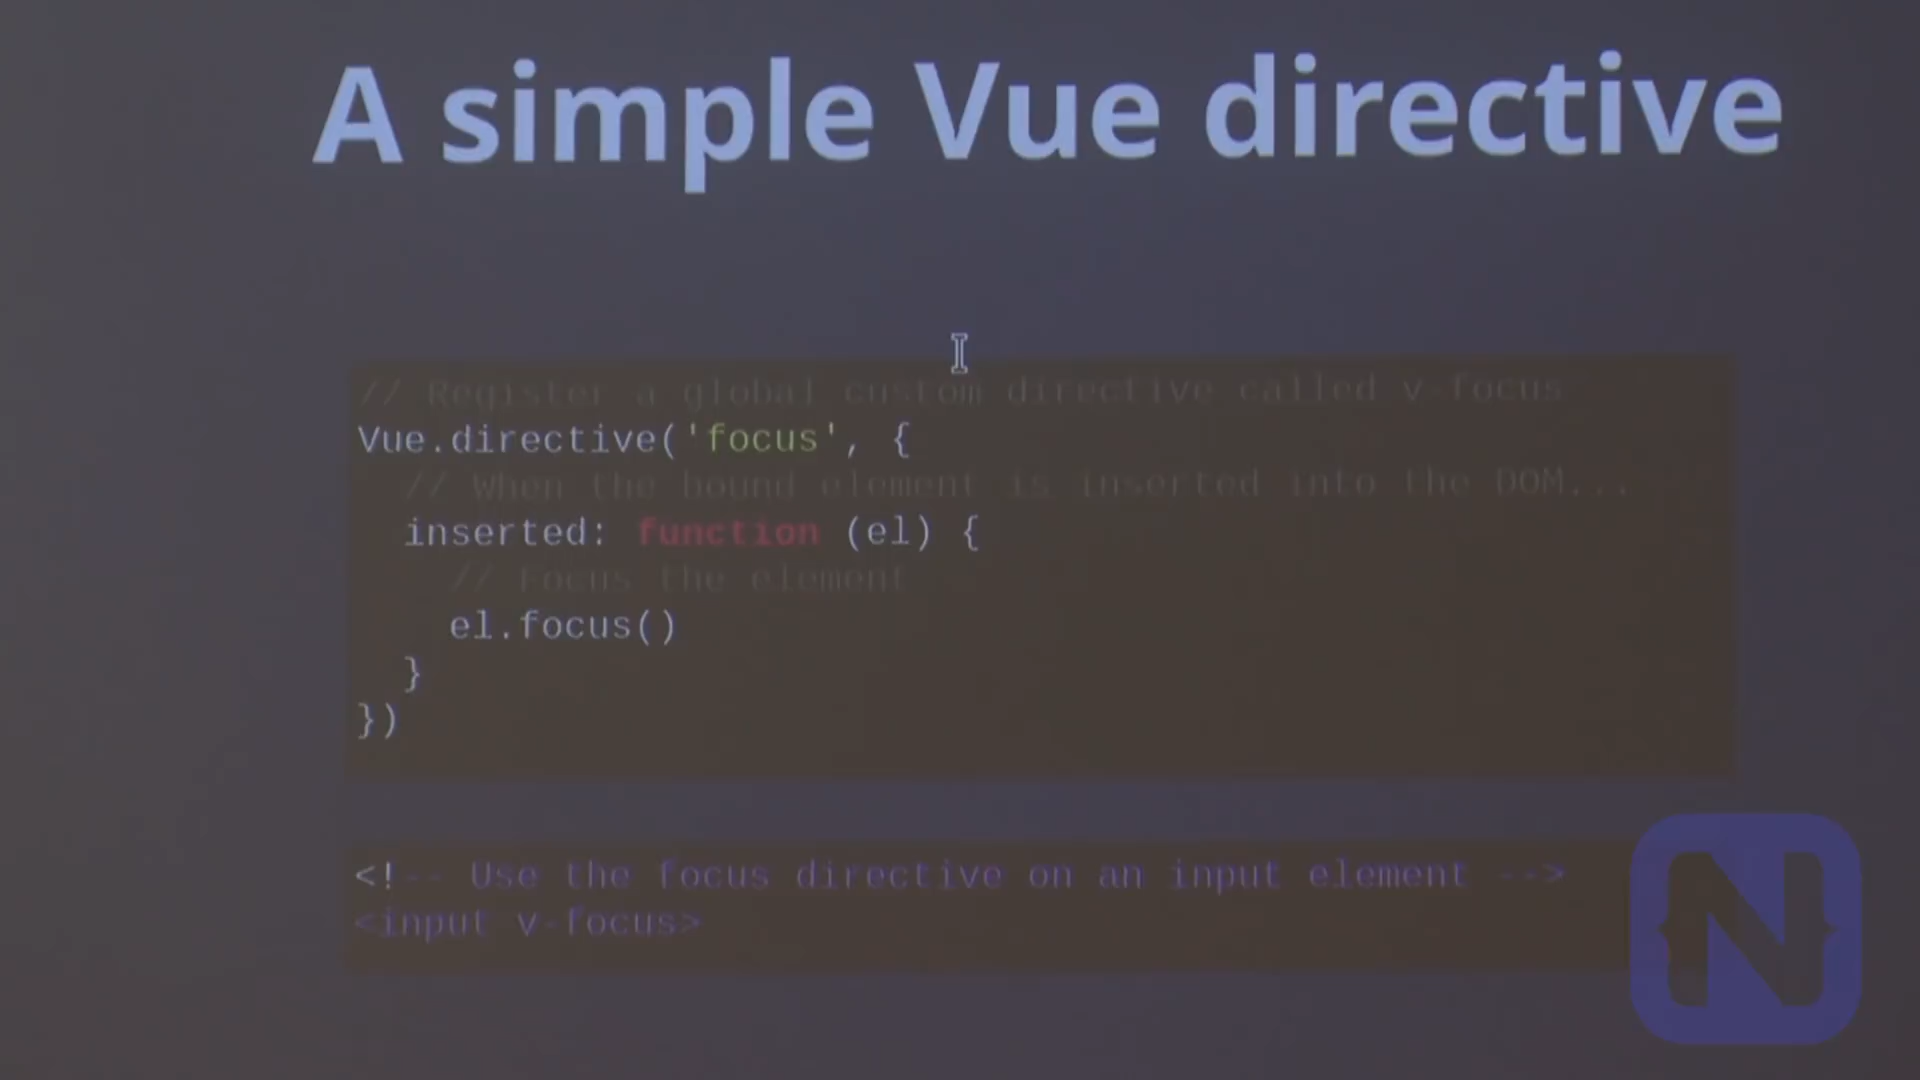 A simple Vue directive
// Register a global custom directive called v-focus
Vue.directive('focus', {
  // When the bound element is inserted into the DOM...
  inserted: function (el) {
    // Focus the element
    el.focus()
  }
})
<!-- Use the focus directive on an input element -->
<input v-focus>
N